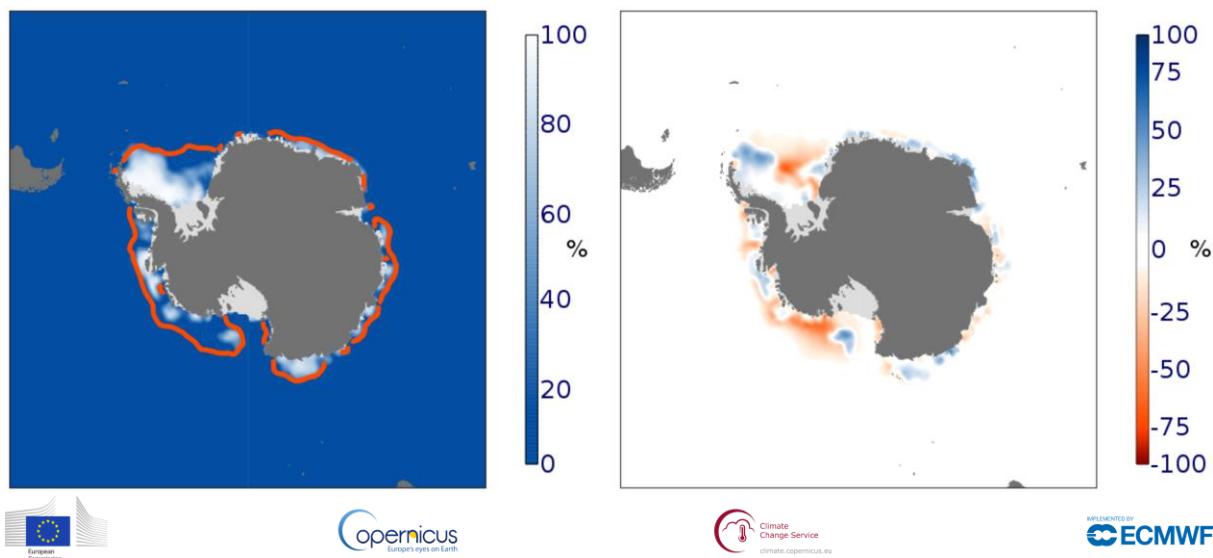 100
80
60
%
40
20
0
100
75
50
25
0 %
-25
-50
-75
-100
European
opernicus
Europe's eyes on Earth
Climate
Change Service
climate.copernicus.eu
IMPLEMENTED BY
ECMWF